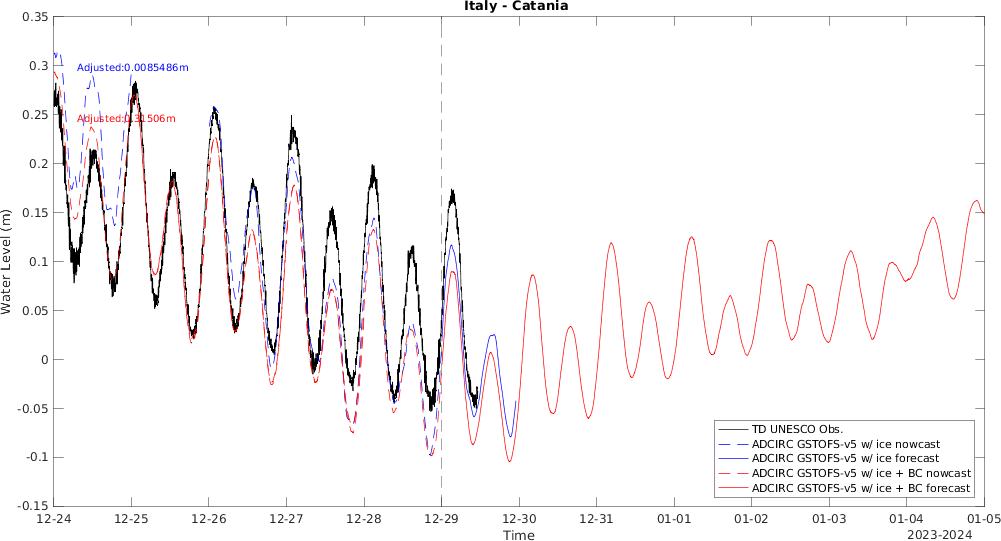 Italy - Catania
Water Level (m)
0.35
0.3
0.25
0.2
0.15
0.1
0.05
0
-0.05
-0.1
-0.15
Adjusted:0.0085486m
Adjusted:0.31506m
TD UNESCO Obs.
ADCIRC GSTOFS-v5 w/ ice nowcast
ADCIRC GSTOFS-v5 w/ ice forecast
ADCIRC GSTOFS-v5 w/ ice + BC nowcast
ADCIRC GSTOFS-v5 w/ ice + BC forecast
12-24 12-25 12-26 12-27 12-28 12-29 12-30 12-31 01-01 01-02 01-03 01-04 01-05
Time
2023-2024